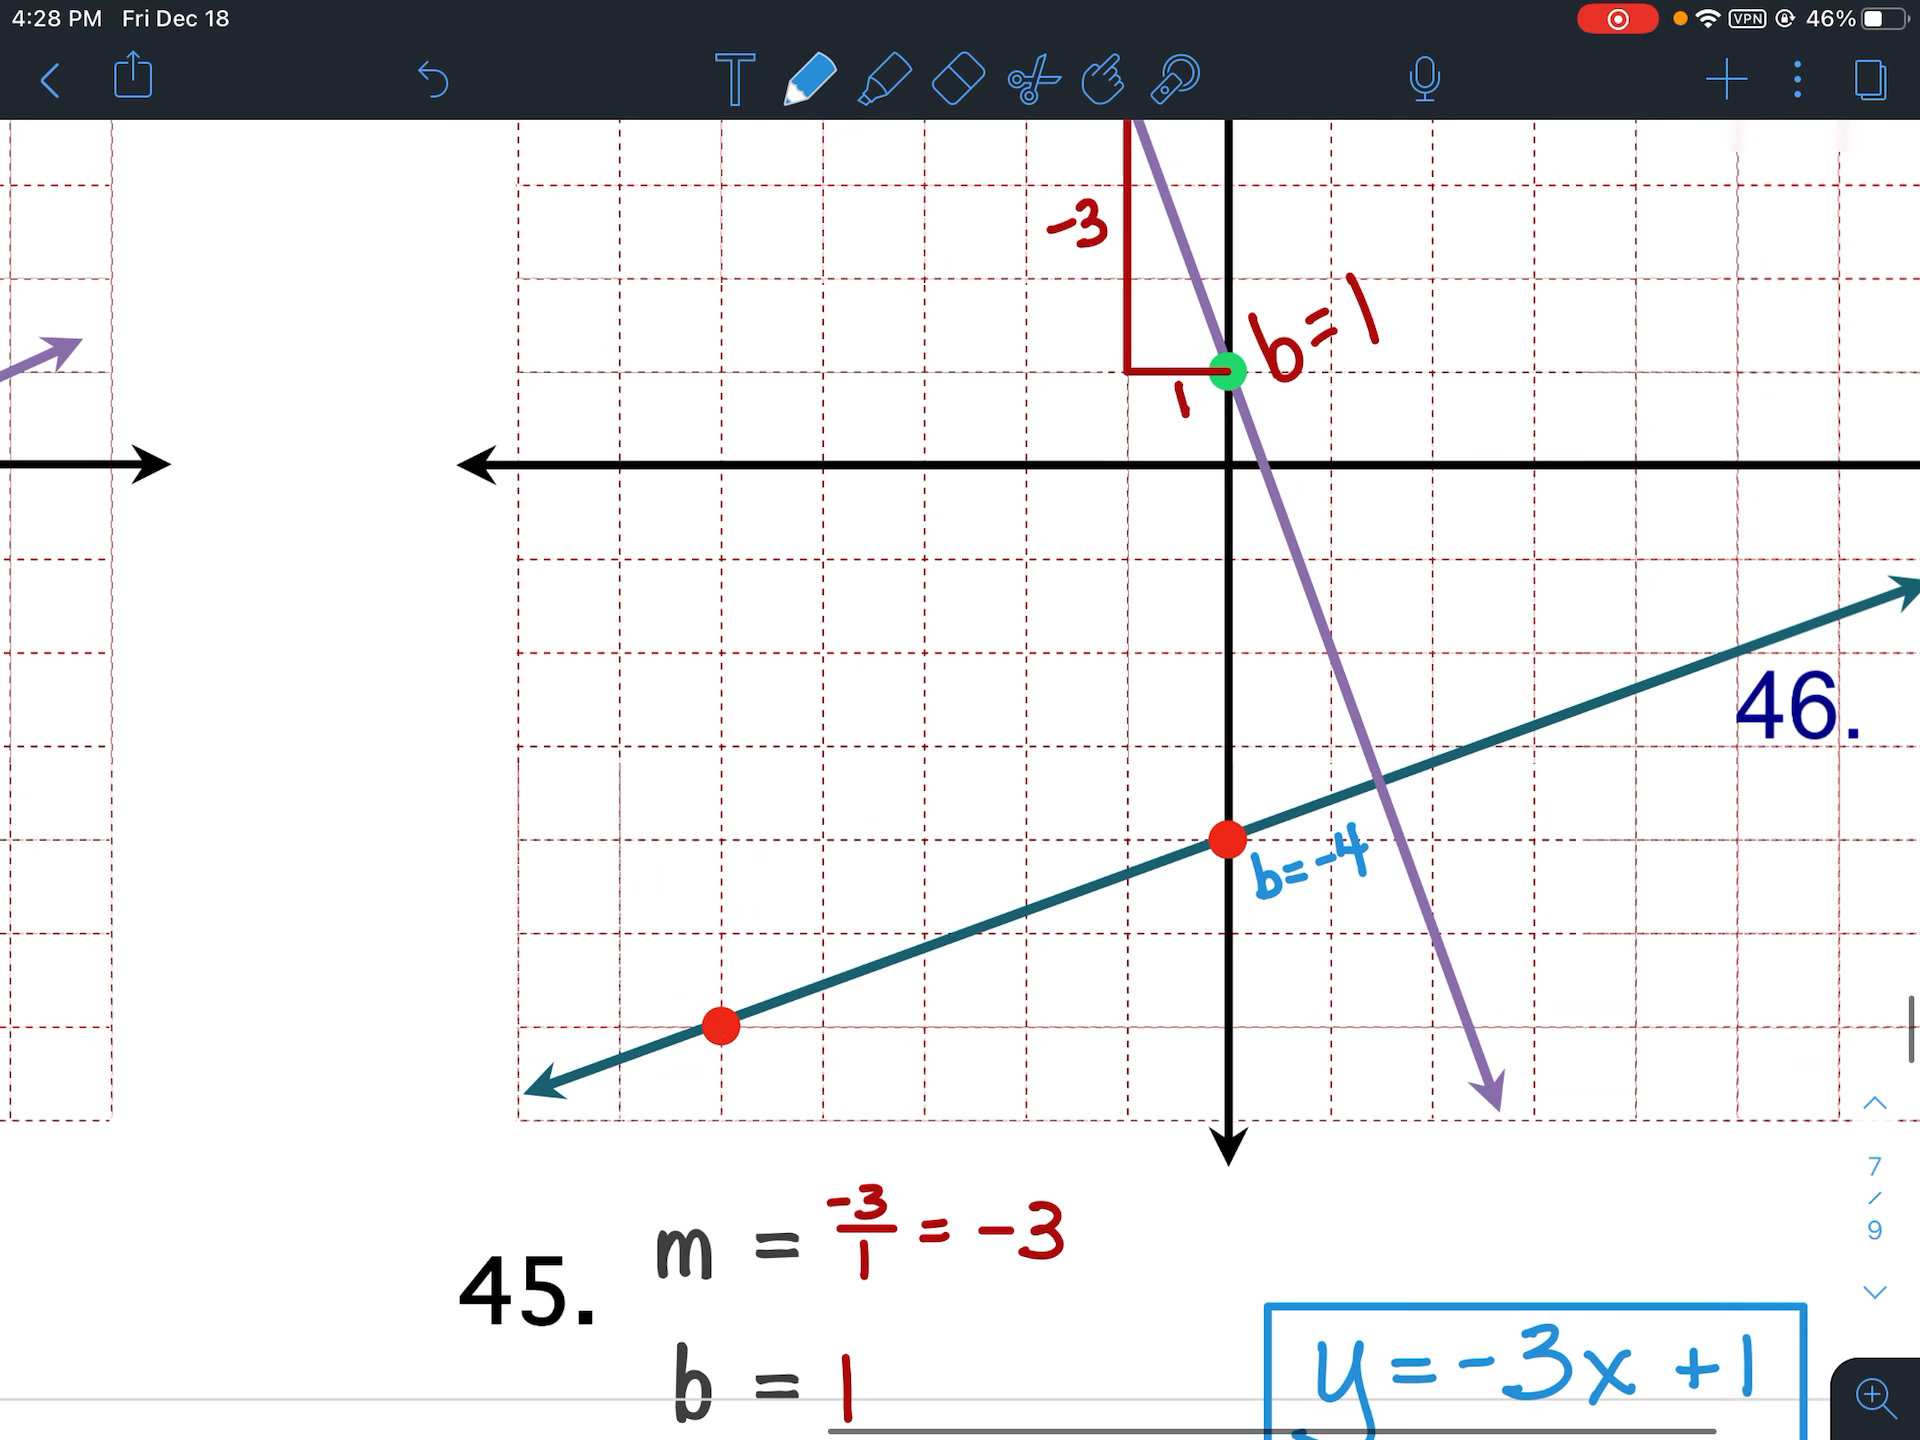 4:28 PM Fri Dec 18
VPN 46%
-3
b=1
1
46.
b=-4
7
/
9
m = -3/1 = -3
45.
b = 1
y=-3x+1